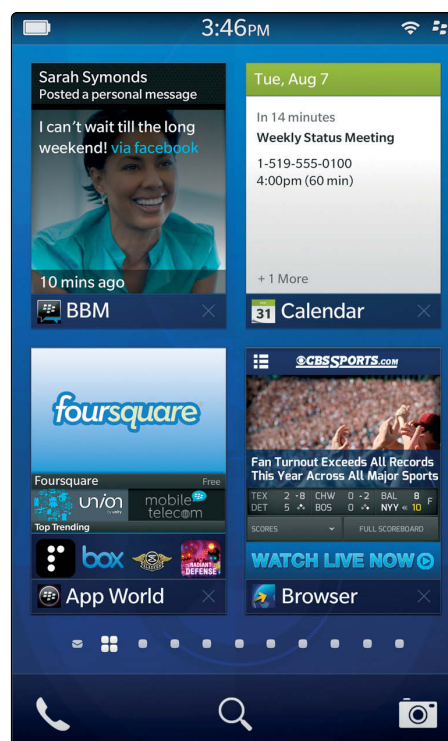 3:46PM
Sarah Symonds
Posted a personal message
I can't wait till the long
weekend! via facebook
10 mins ago
BBM
Tue, Aug 7
In 14 minutes
Weekly Status Meeting
1-519-555-0100
4:00pm (60 min)
+ 1 More
31 Calendar
foursquare
Foursquare Free
union
by unity
mobile
telecom
Top Trending
box
RADIANT
DEFENSE
App World
CBSSPORTS.COM
Fan Turnout Exceeds All Records
This Year Across All Major Sports
TEX 2 -8 CHW 0 -2 BAL 8 F
DET 5 BOS 0 NYY « 10
SCORES FULL SCOREBOARD
WATCH LIVE NOW
Browser